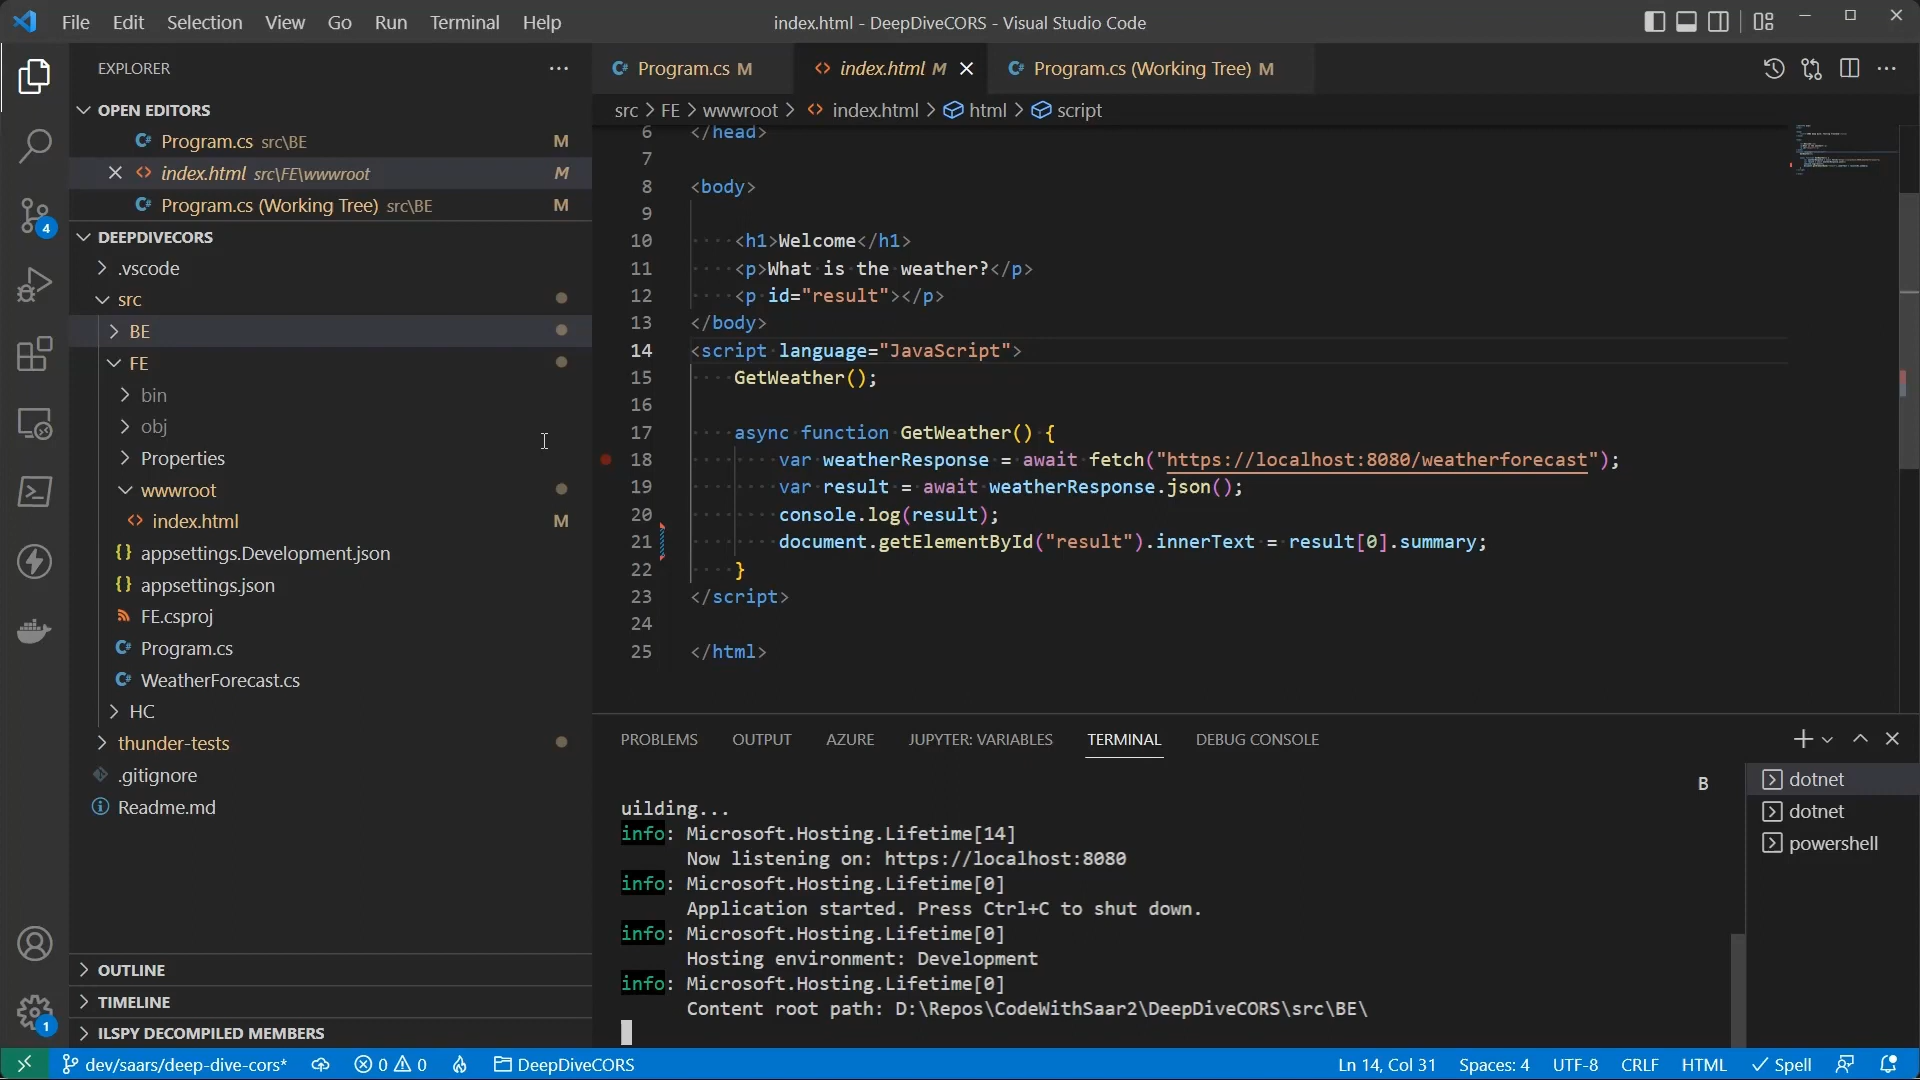 File Edit Selection View Go Run Terminal Help
index.html - DeepDiveCORS - Visual Studio Code
EXPLORER
OPEN EDITORS
Program.cs src\BE M
index.html src\FE\wwwroot M
Program.cs (Working Tree) src\BE M
DEEPDIVECORS
.vscode
src
BE
FE
bin
obj
Properties
wwwroot
index.html M
appsettings.Development.json
appsettings.json
FE.csproj
Program.cs
WeatherForecast.cs
HC
thunder-tests
.gitignore
Readme.md
OUTLINE
TIMELINE
ILSPY DECOMPILED MEMBERS
4
1
Program.cs M index.html M Program.cs (Working Tree) M
src > FE > wwwroot > index.html > html > script
6 </head>
7
8 <body>
9
10 <h1>Welcome</h1>
11 <p>What is the weather?</p>
12 <p id="result"></p>
13 </body>
14 <script language="JavaScript">
15 GetWeather();
16
17 async function GetWeather() {
18 var weatherResponse = await fetch("https://localhost:8080/weatherforecast");
19 var result = await weatherResponse.json();
20 console.log(result);
21 document.getElementById("result").innerText = result[0].summary;
22 }
23 </script>
24
25 </html>
PROBLEMS OUTPUT AZURE JUPYTER: VARIABLES TERMINAL DEBUG CONSOLE
B
uilding...
info: Microsoft.Hosting.Lifetime[14]
Now listening on: https://localhost:8080
info: Microsoft.Hosting.Lifetime[0]
Application started. Press Ctrl+C to shut down.
info: Microsoft.Hosting.Lifetime[0]
Hosting environment: Development
info: Microsoft.Hosting.Lifetime[0]
Content root path: D:\Repos\CodeWithSaar2\DeepDiveCORS\src\BE\
dotnet
dotnet
powershell
dev/saars/deep-dive-cors* 0 0 DeepDiveCORS Ln 14, Col 31 Spaces: 4 UTF-8 CRLF HTML Spell